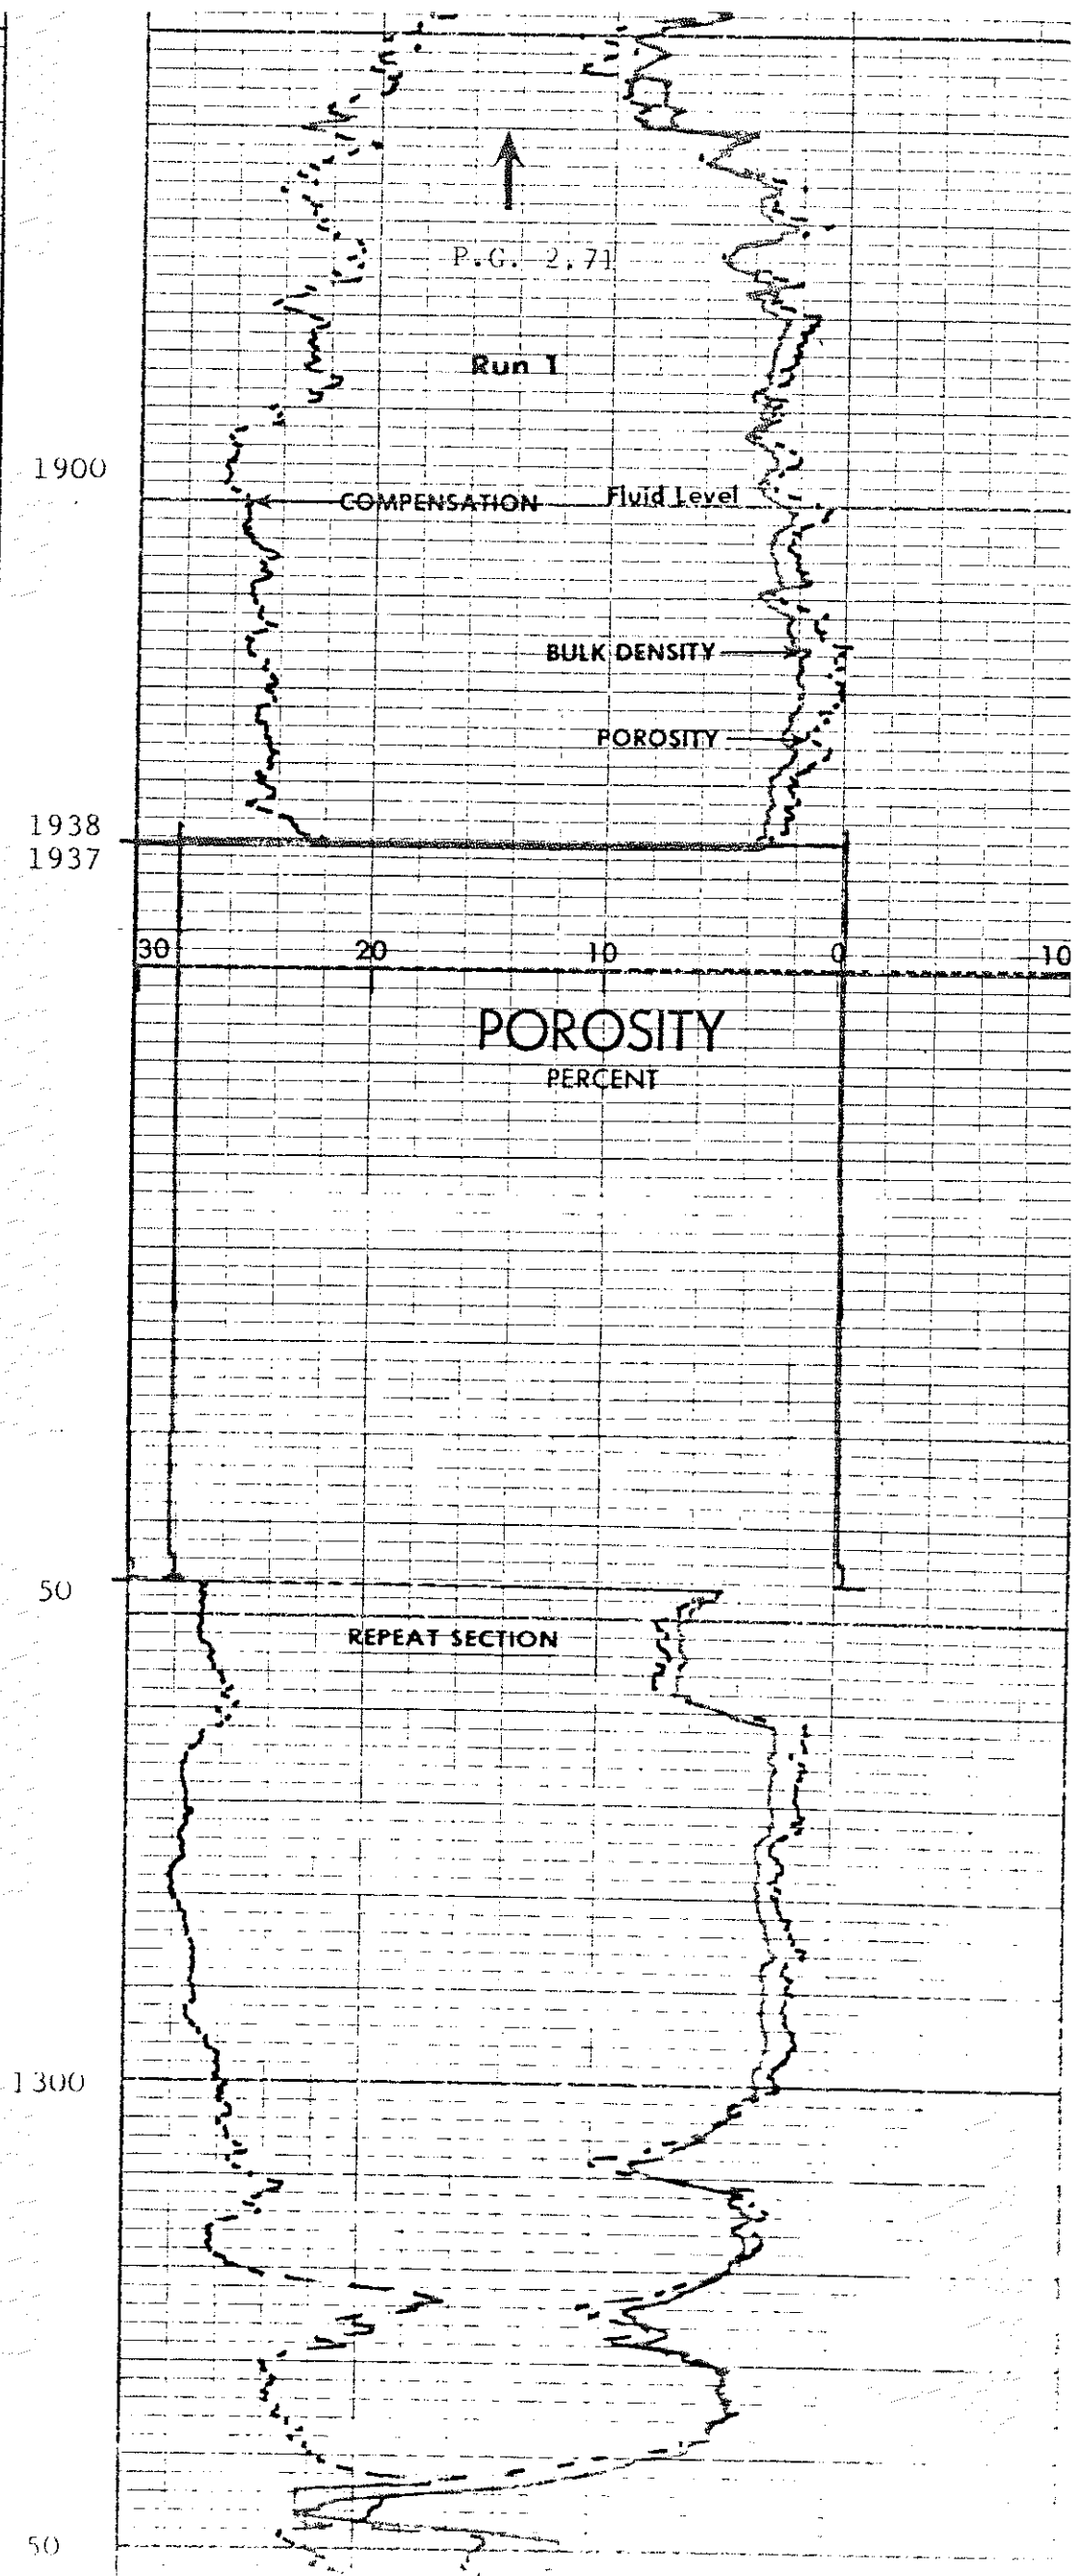 P.G. 2.71
Run 1
1900
COMPENSATION
Fluid Level
BULK DENSITY
POROSITY
1938
1937
30 20 10 0 10
POROSITY
PERCENT
50
REPEAT SECTION
1300
50